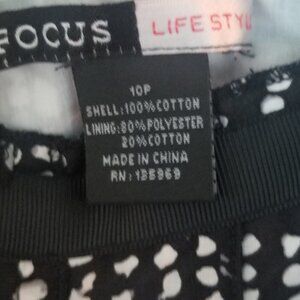 FOCUS
LIFE STYL
10P
SHELL:100%COTTON
LINING:80%POLYESTER
20%COTTON
MADE IN CHINA
RN:135969